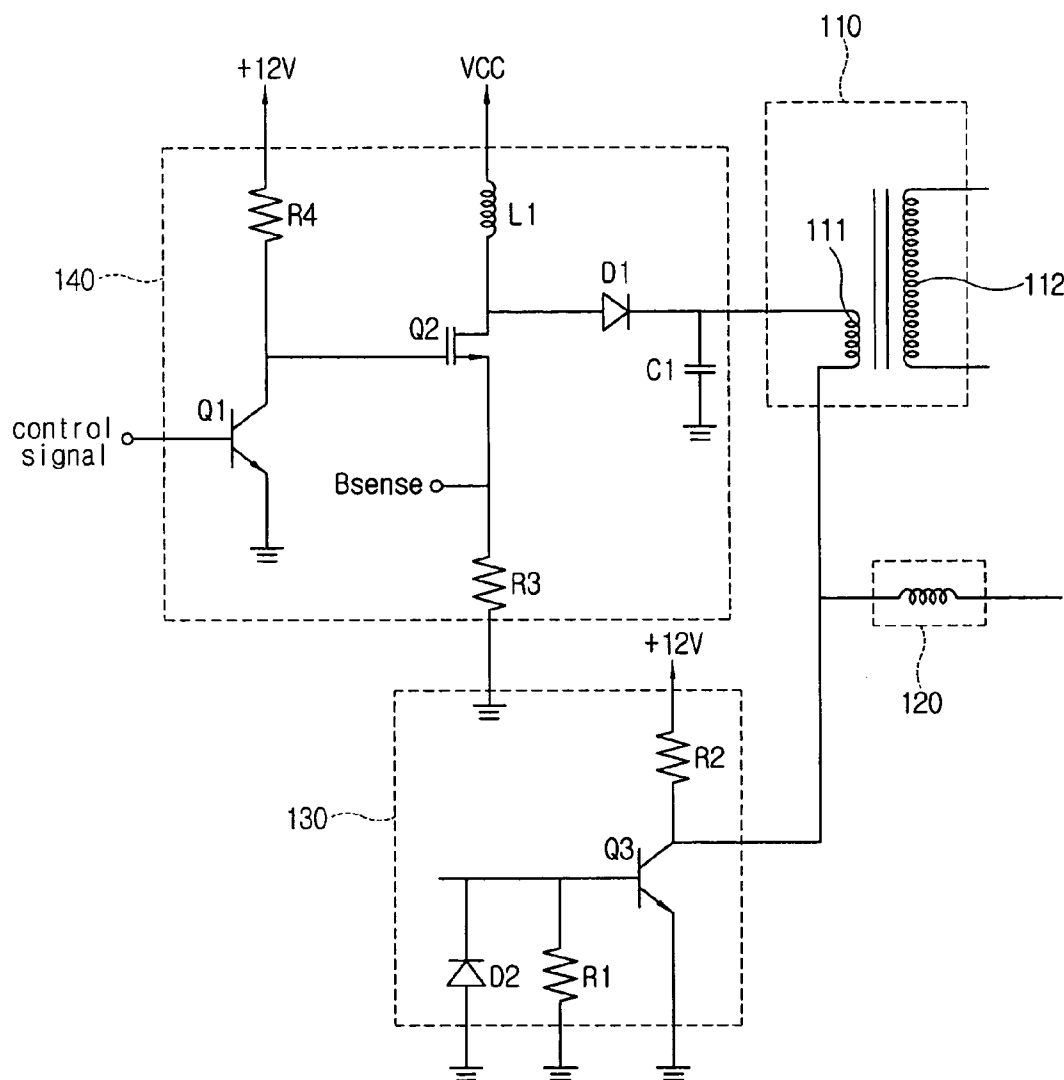 110
+12V
VCC
R4
L1
111
140
D1
112
Q2
C1
Q1
control
signal
Bsense
R3
+12V
120
R2
130
Q3
D2
R1